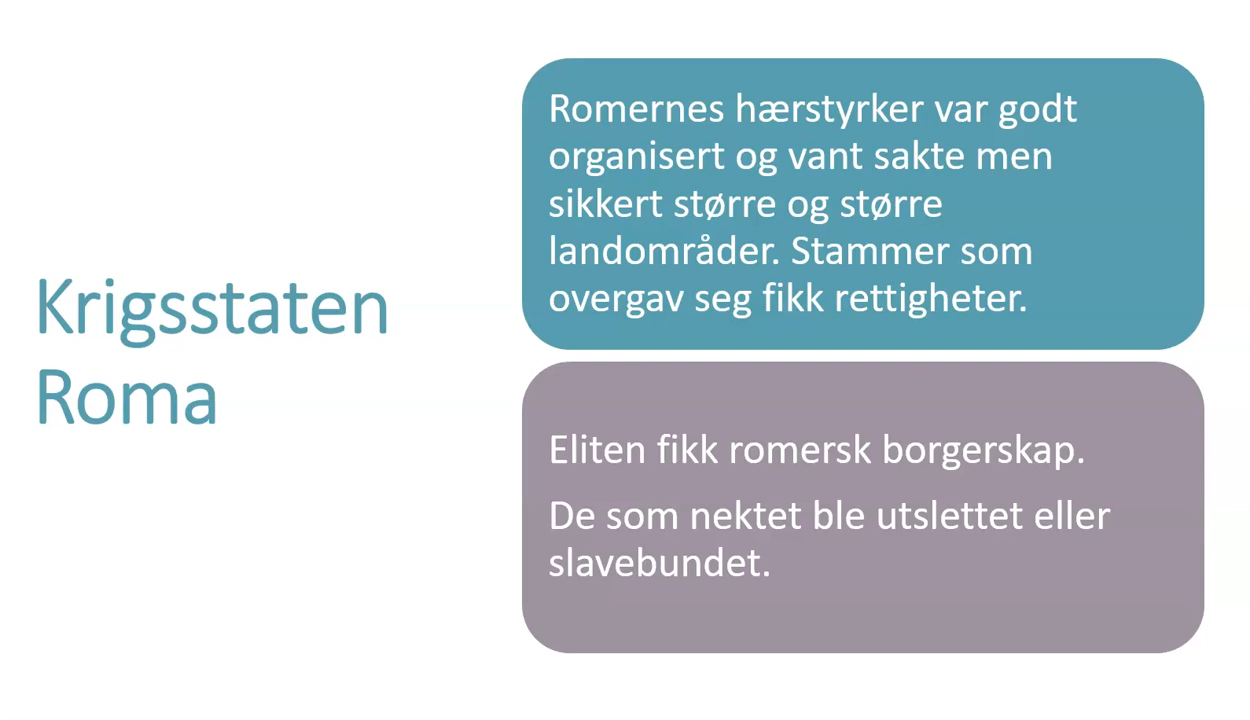 Krigsstaten
Roma
Romernes hærstyrker var godt
organisert og vant sakte men
sikkert større og større
landområder. Stammer som
overgav seg fikk rettigheter.
Eliten fikk romersk borgerskap.
De som nektet ble utslettet eller
slavebundet.